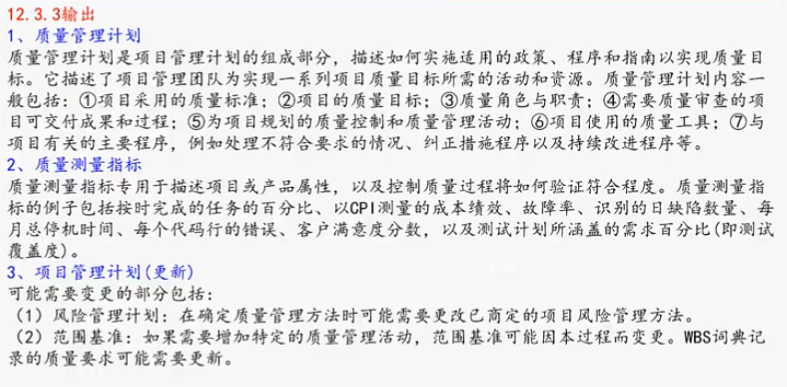 12.3.3输出
1、质量管理计划
质量管理计划是项目管理计划的组成部分，描述如何实施适用的政策、程序和指南以实现质量目
标。它描述了项目管理团队为实现一系列项目质量目标所需的活动和资源。质量管理计划内容一
般包括：①项目采用的质量标准；②项目的质量目标；③质量角色与职责；④需要质量审查的项
目可交付成果和过程；⑤为项目规划的质量控制和质量管理活动；⑥项目使用的质量工具；⑦与
项目有关的主要程序，例如处理不符合要求的情况、纠正措施程序以及持续改进程序等。
2、质量测量指标
质量测量指标专用于描述项目或产品属性，以及控制质量过程将如何验证符合程度。质量测量指
标的例子包括按时完成的任务的百分比、以CPI测量的成本绩效、故障率、识别的日缺陷数量、每
月总停机时间、每个代码行的错误、客户满意度分数，以及测试计划所涵盖的需求百分比(即测试
覆盖度)。
3、项目管理计划(更新)
可能需要变更的部分包括：
（1）风险管理计划：在确定质量管理方法时可能需要更改已商定的项目风险管理方法。
（2）范围基准：如果需要增加特定的质量管理活动，范围基准可能因本过程而变更。WBS词典记
录的质量要求可能需要更新。